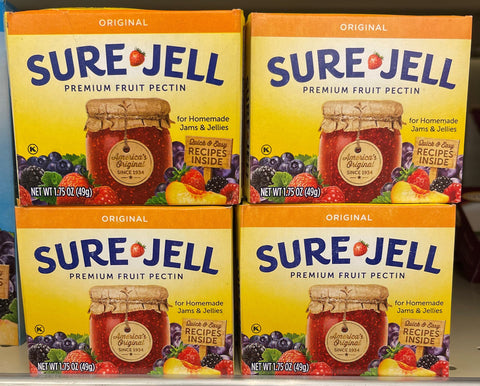 ORIGINAL
SURE JELL
PREMIUM FRUIT PECTIN
for Homemade
Jams & Jellies
America's
Original!
SINCE 1934
Quick & Easy
RECIPES
INSIDE
K
NET WT 1.75 OZ (49g)
ORIGINAL
SURE JELL
PREMIUM FRUIT PECTIN
for Homemade
Jams & Jellies
America's
Original!
SINCE 1934
Quick & Easy
RECIPES
INSIDE
K
NET WT 1.75 OZ (49g)
ORIGINAL
SURE JELL
PREMIUM FRUIT PECTIN
for Homemade
Jams & Jellies
America's
Original!
SINCE 1934
Quick & Easy
RECIPES
INSIDE
K
NET WT 1.75 OZ (49g)
ORIGINAL
SURE JELL
PREMIUM FRUIT PECTIN
for Homemade
Jams & Jellies
America's
Original!
SINCE 1934
Quick & Easy
RECIPES
INSIDE
K
NET WT 1.75 OZ (49g)